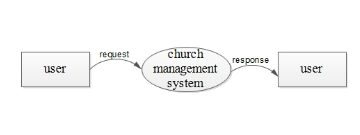 user
request
church
management
system
response
user